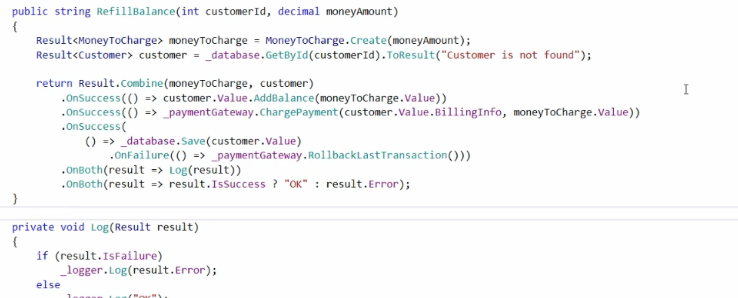 public string RefillBalance(int customerId, decimal moneyAmount)
{
    Result<MoneyToCharge> moneyToCharge = MoneyToCharge.Create(moneyAmount);
    Result<Customer> customer = _database.GetById(customerId).ToResult("Customer is not found");

    return Result.Combine(moneyToCharge, customer)
        .OnSuccess(() => customer.Value.AddBalance(moneyToCharge.Value))
        .OnSuccess(() => _paymentGateway.ChargePayment(customer.Value.BillingInfo, moneyToCharge.Value))
        .OnSuccess(
            () => _database.Save(customer.Value)
                .OnFailure(() => _paymentGateway.RollbackLastTransaction()))
        .OnBoth(result => Log(result))
        .OnBoth(result => result.IsSuccess ? "OK" : result.Error);
}
private void Log(Result result)
{
    if (result.IsFailure)
        _logger.Log(result.Error);
    else
        _logger.Log("OK");